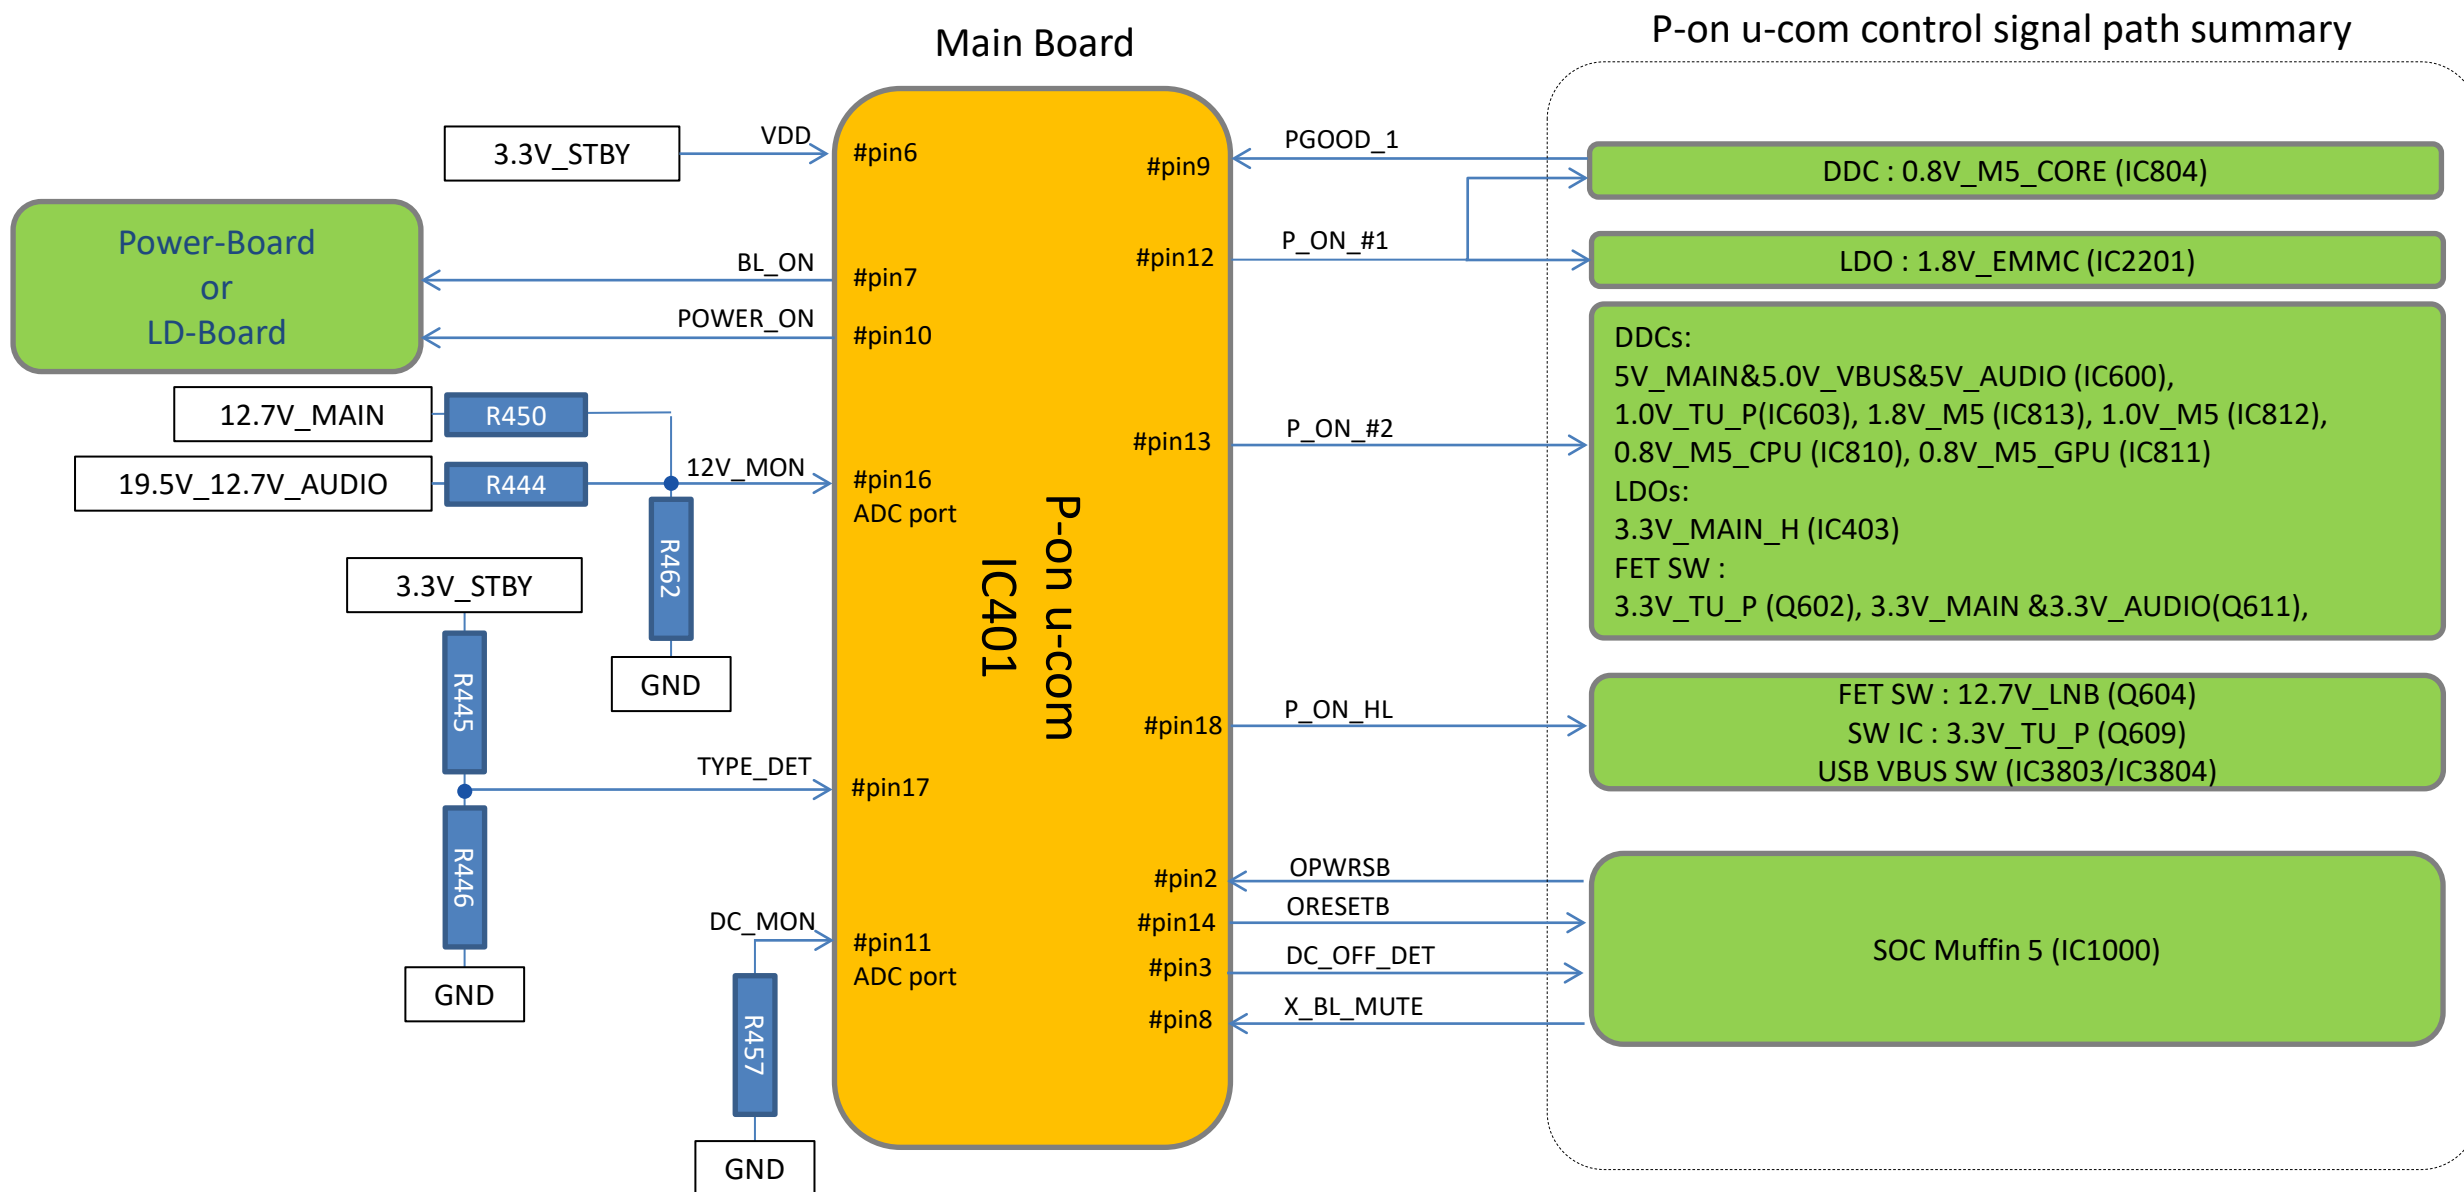 P-on u-com control signal path summary
Main Board
3.3V_STBY
VDD
#pin6
Power-Board
or
LD-Board
BL_ON
#pin7
POWER_ON
#pin10
12.7V_MAIN
R450
19.5V_12.7V_AUDIO
R444
12V_MON
#pin16
ADC port
R462
GND
3.3V_STBY
R445
TYPE_DET
#pin17
R446
GND
DC_MON
#pin11
ADC port
R457
GND
P-on u-com
IC401
#pin9
PGOOD_1
DDC : 0.8V_M5_CORE (IC804)
#pin12
P_ON_#1
LDO : 1.8V_EMMC (IC2201)
#pin13
P_ON_#2
DDCs:
5V_MAIN&5.0V_VBUS&5V_AUDIO (IC600),
1.0V_TU_P(IC603), 1.8V_M5 (IC813), 1.0V_M5 (IC812),
0.8V_M5_CPU (IC810), 0.8V_M5_GPU (IC811)
LDOs:
3.3V_MAIN_H (IC403)
FET SW :
3.3V_TU_P (Q602), 3.3V_MAIN &3.3V_AUDIO(Q611),
#pin18
P_ON_HL
FET SW : 12.7V_LNB (Q604)
SW IC : 3.3V_TU_P (Q609)
USB VBUS SW (IC3803/IC3804)
#pin2
OPWRSB
#pin14
ORESETB
#pin3
DC_OFF_DET
#pin8
X_BL_MUTE
SOC Muffin 5 (IC1000)